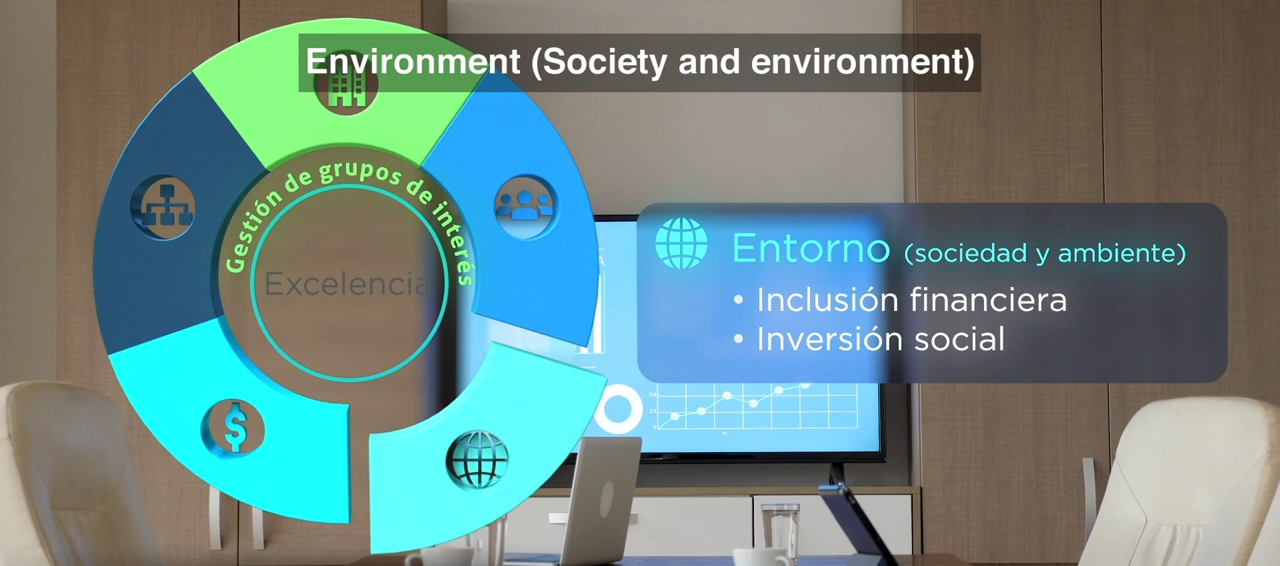 Environment (Society and environment)
Gestión de grupos de interés
Excelencia
Entorno (sociedad y ambiente)
• Inclusión financiera
• Inversión social